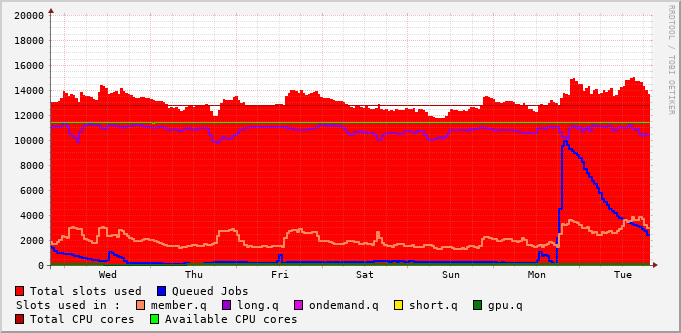 20000
18000
16000
14000
12000
10000
8000
6000
4000
2000
0
Wed Thu Fri Sat Sun Mon Tue
RRDTOOL / TOBI OETIKER
Total slots used Queued Jobs
Slots used in : member.q long.q ondemand.q short.q gpu.q
Total CPU cores Available CPU cores